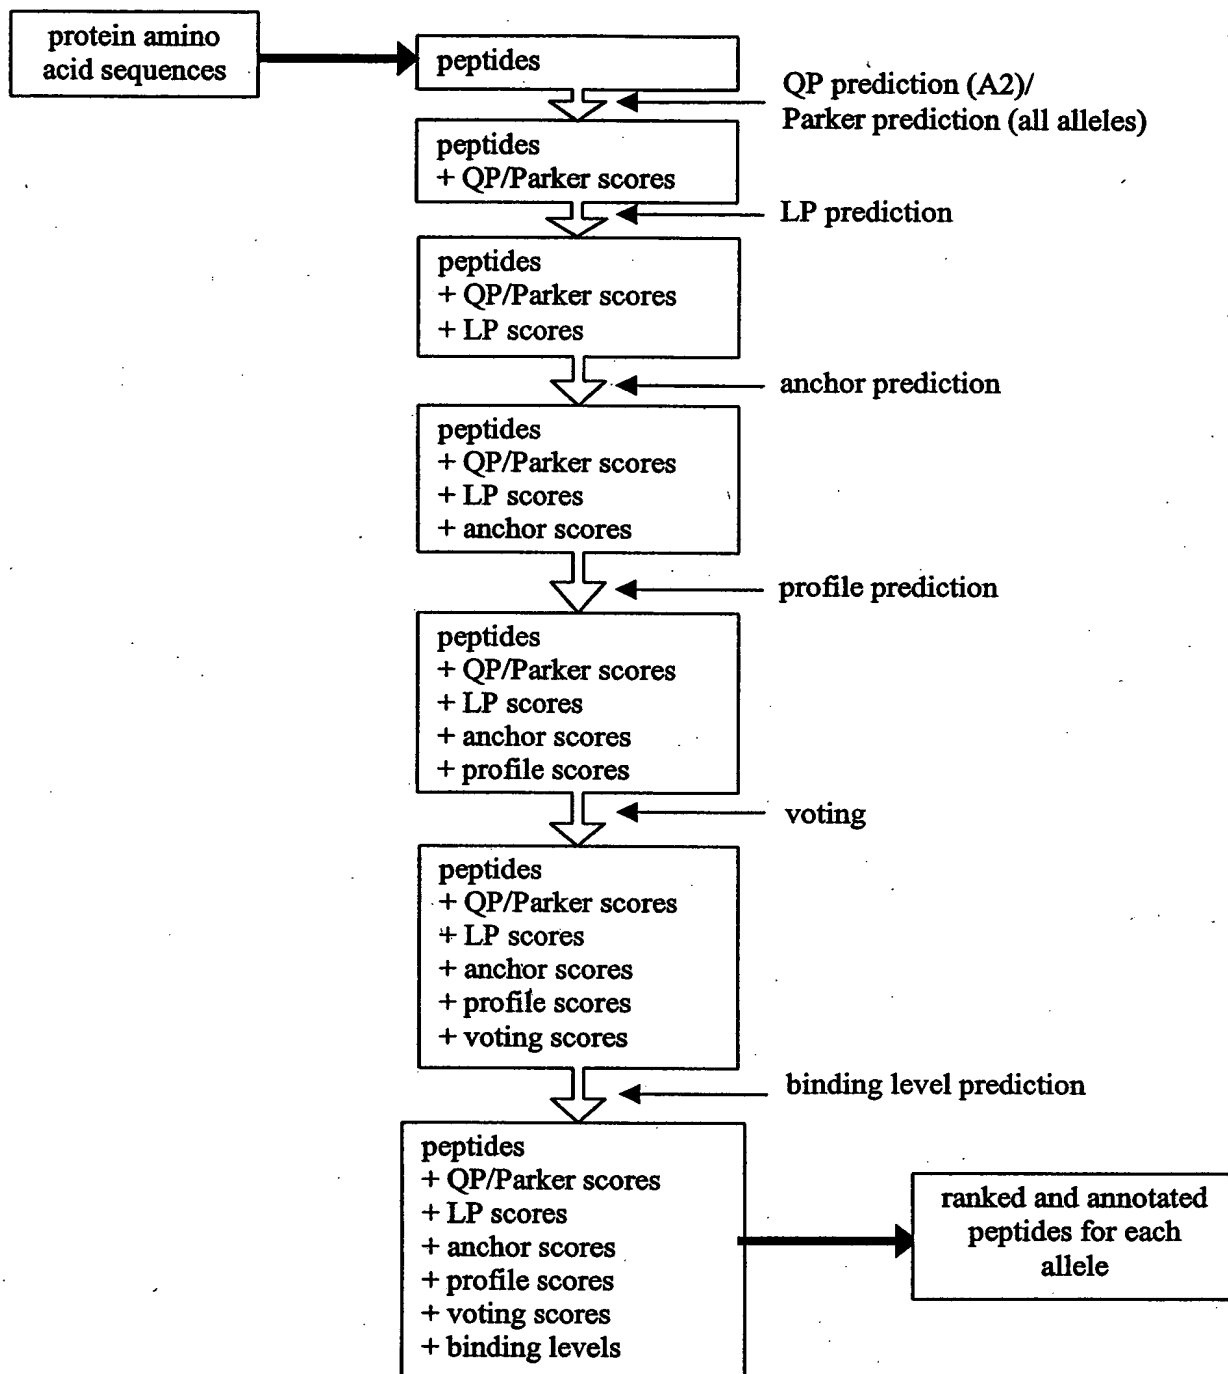 protein amino
acid sequences
peptides
QP prediction (A2)/
Parker prediction (all alleles)
peptides
+ QP/Parker scores
LP prediction
peptides
+ QP/Parker scores
+ LP scores
anchor prediction
peptides
+ QP/Parker scores
+ LP scores
+ anchor scores
profile prediction
peptides
+ QP/Parker scores
+ LP scores
+ anchor scores
+ profile scores
voting
peptides
+ QP/Parker scores
+ LP scores
+ anchor scores
+ profile scores
+ voting scores
binding level prediction
peptides
+ QP/Parker scores
+ LP scores
+ anchor scores
+ profile scores
+ voting scores
+ binding levels
ranked and annotated
peptides for each
allele